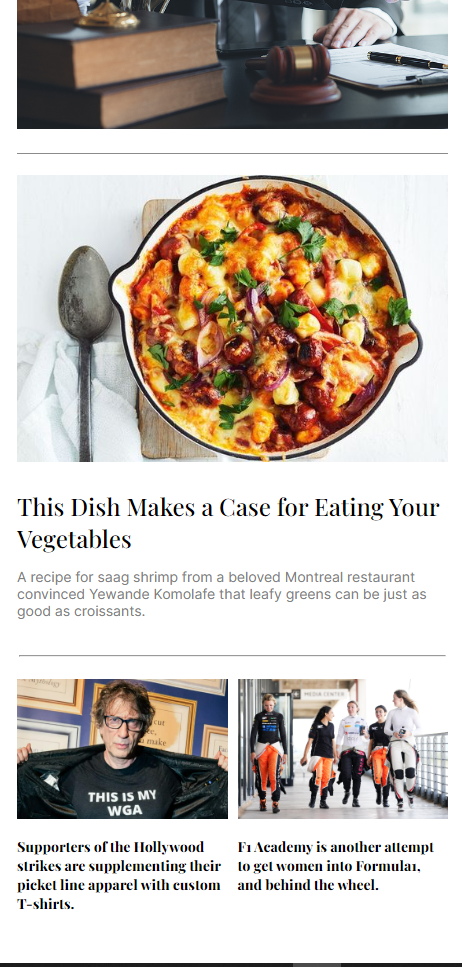 This Dish Makes a Case for Eating Your
Vegetables
A recipe for saag shrimp from a beloved Montreal restaurant
convinced Yewande Komolafe that leafy greens can be just as
good as croissants.
cut
make
THIS IS MY
WGA
MEDIA CENTER
Supporters of the Hollywood
strikes are supplementing their
picket line apparel with custom
T-shirts.
F1 Academy is another attempt
to get women into Formula1,
and behind the wheel.